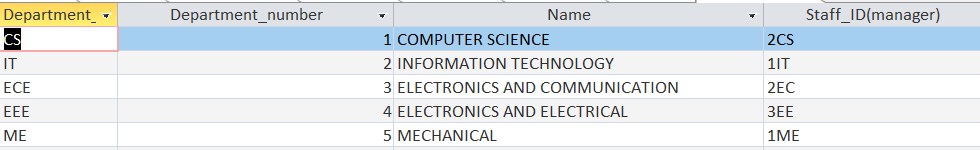 Department_ Department_number Name Staff_ID(manager)
CS 1 COMPUTER SCIENCE 2CS
IT 2 INFORMATION TECHNOLOGY 1IT
ECE 3 ELECTRONICS AND COMMUNICATION 2EC
EEE 4 ELECTRONICS AND ELECTRICAL 3EE
ME 5 MECHANICAL 1ME